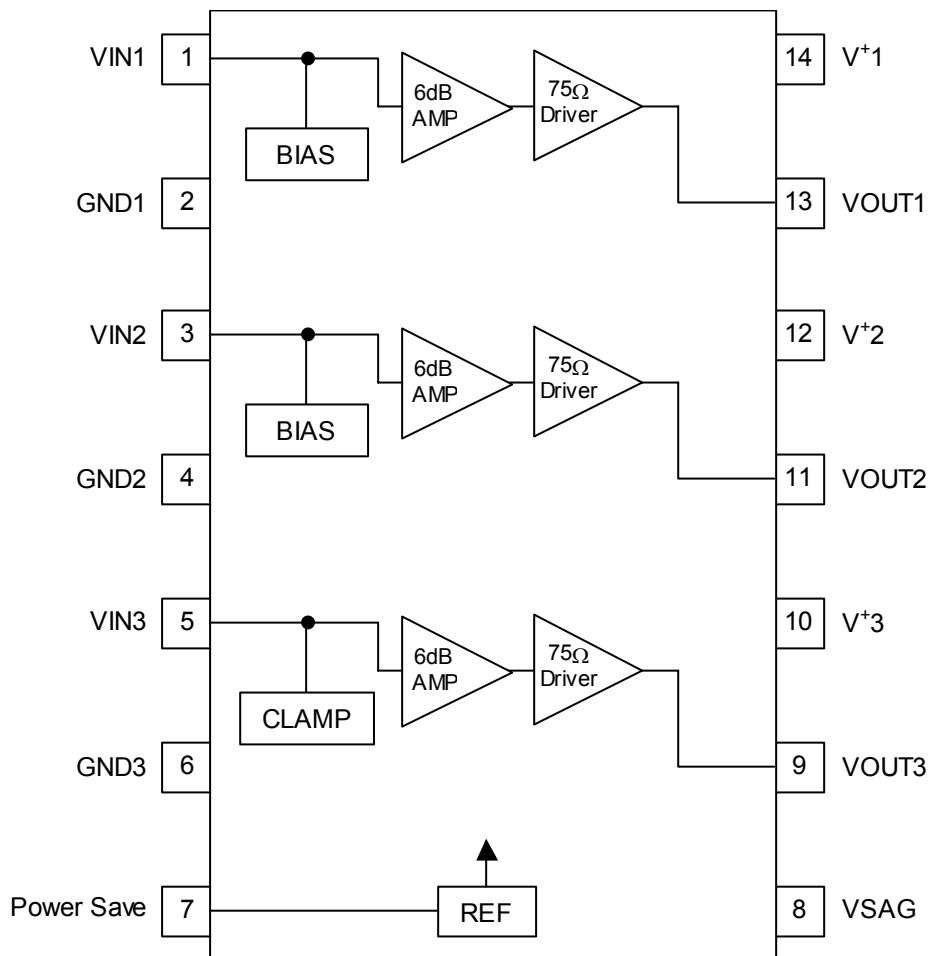 VIN1 1
14 V+1
6dB
AMP
75Ω
Driver
BIAS
GND1 2
13 VOUT1
VIN2 3
12 V+2
6dB
AMP
75Ω
Driver
BIAS
GND2 4
11 VOUT2
VIN3 5
10 V+3
6dB
AMP
75Ω
Driver
CLAMP
GND3 6
9 VOUT3
Power Save 7
REF
8 VSAG